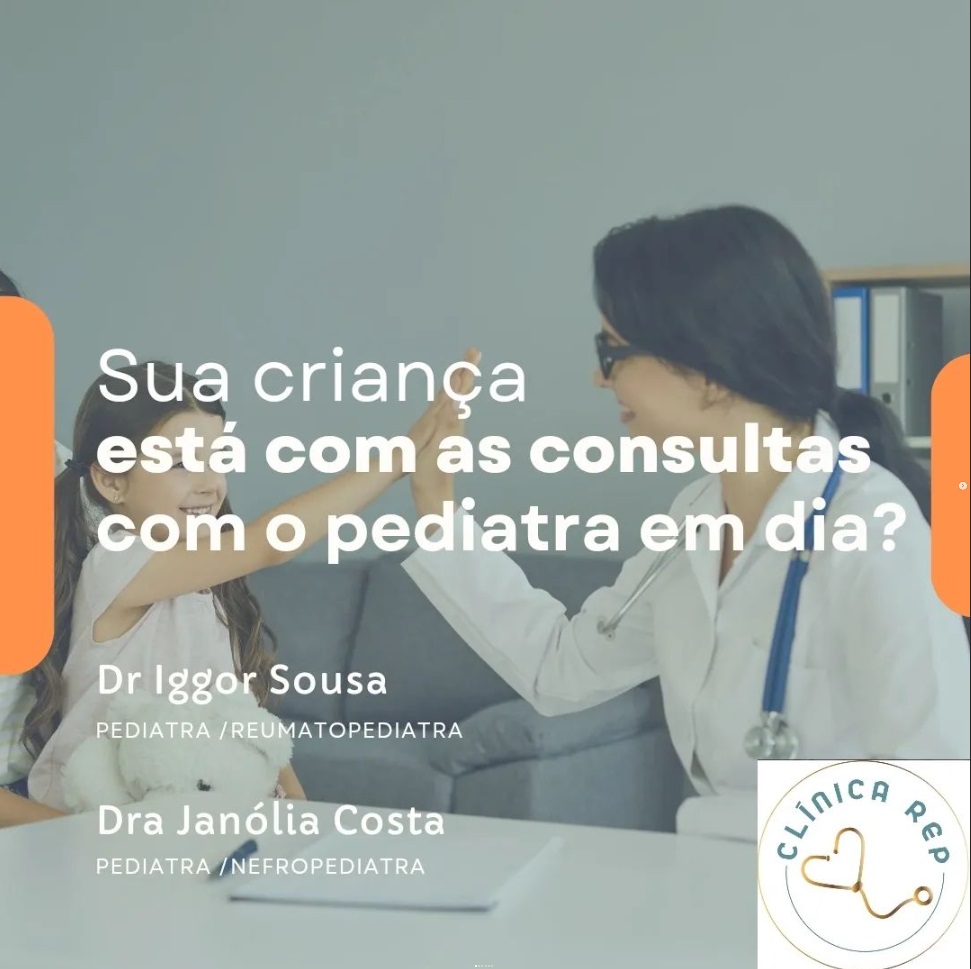 Sua criança
está com as consultas
com o pediatra em dia?
Dr Iggor Sousa
PEDIATRA /REUMATOPEDIATRA
Dra Janólia Costa
PEDIATRA /NEFROPEDIATRA
CLÍNICA REP